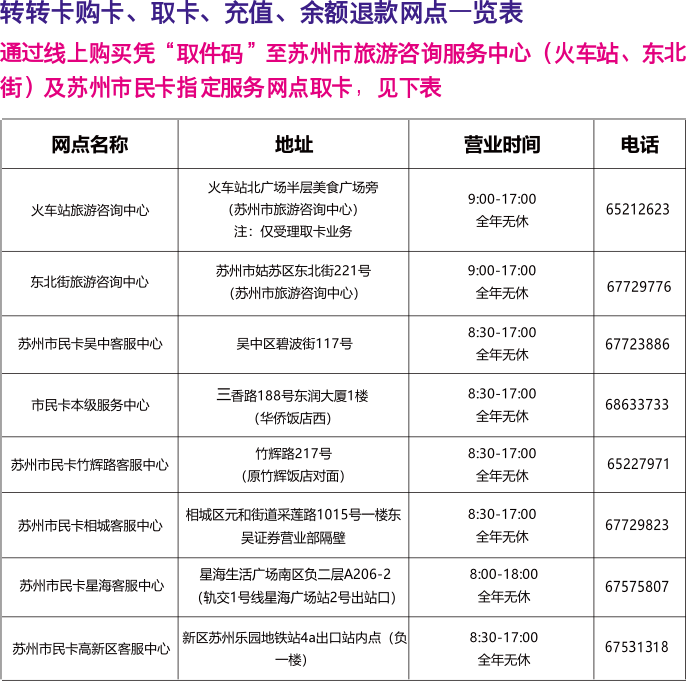 转转卡购卡、取卡、充值、余额退款网点一览表
通过线上购买凭“取件码”至苏州市旅游咨询服务中心（火车站、东北
街）及苏州市民卡指定服务网点取卡，见下表
网点名称 地址 营业时间 电话
火车站旅游咨询中心
火车站北广场半层美食广场旁
（苏州市旅游咨询中心）
注：仅受理取卡业务
9:00-17:00
全年无休
65212623
东北街旅游咨询中心
苏州市姑苏区东北街221号
（苏州市旅游咨询中心）
9:00-17:00
全年无休
67729776
苏州市民卡吴中客服中心
吴中区碧波街117号
8:30-17:00
全年无休
67723886
市民卡本级服务中心
三香路188号东润大厦1楼
（华侨饭店西）
8:30-17:00
全年无休
68633733
苏州市民卡竹辉路客服中心
竹辉路217号
（原竹辉饭店对面）
8:30-17:00
全年无休
65227971
苏州市民卡相城客服中心
相城区元和街道采莲路1015号一楼东
吴证券营业部隔壁
8:30-17:00
全年无休
67729823
苏州市民卡星海客服中心
星海生活广场南区负二层A206-2
（轨交1号线星海广场站2号出站口）
8:00-18:00
全年无休
67575807
苏州市民卡高新区客服中心
新区苏州乐园地铁站4a出口站内点（负
一楼）
8:30-17:00
全年无休
67531318